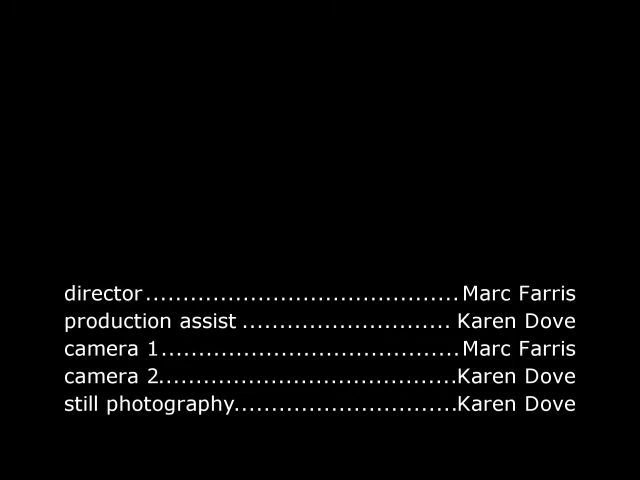 director..........................................Marc Farris
production assist ............................ Karen Dove
camera 1........................................Marc Farris
camera 2........................................Karen Dove
still photography..............................Karen Dove